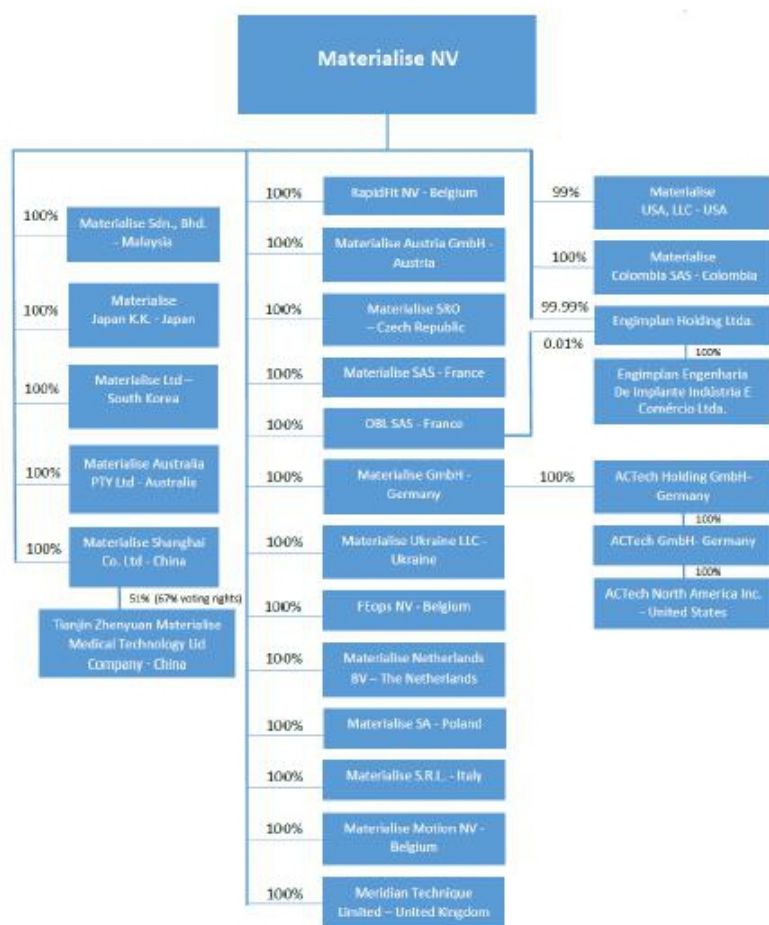 Materialise NV
100%
Materialise Sdn., Bhd.
- Malaysia
100%
Materialise
Japan K.K. - Japan
100%
Materialise Ltd –
South Korea
100%
Materialise Australia
PTY Ltd - Australia
100%
Materialise Shanghai
Co. Ltd - China
51% (67% voting rights)
Tianjin Zhenyuan Materialise
Medical Technology Ltd
Company - China
100%
RapidFit NV - Belgium
100%
Materialise Austria GmbH -
Austria
100%
Materialise SRO
– Czech Republic
100%
Materialise SAS - France
100%
OBL SAS - France
100%
Materialise GmbH -
Germany
100%
Materialise Ukraine LLC -
Ukraine
100%
FEops NV - Belgium
100%
Materialise Netherlands
BV – The Netherlands
100%
Materialise SA - Poland
100%
Materialise S.R.L. - Italy
100%
Materialise Motion NV -
Belgium
100%
Meridian Technique
Limited – United Kingdom
99%
Materialise
USA, LLC - USA
100%
Materialise
Colombia SAS - Colombia
99.99%
Engimplan Holding Ltda.
0.01%
100%
Engimplan Engenharia
De Implante Indústria E
Comércio Ltda.
100%
ACTech Holding GmbH-
Germany
100%
ACTech GmbH- Germany
100%
ACTech North America Inc.
- United States